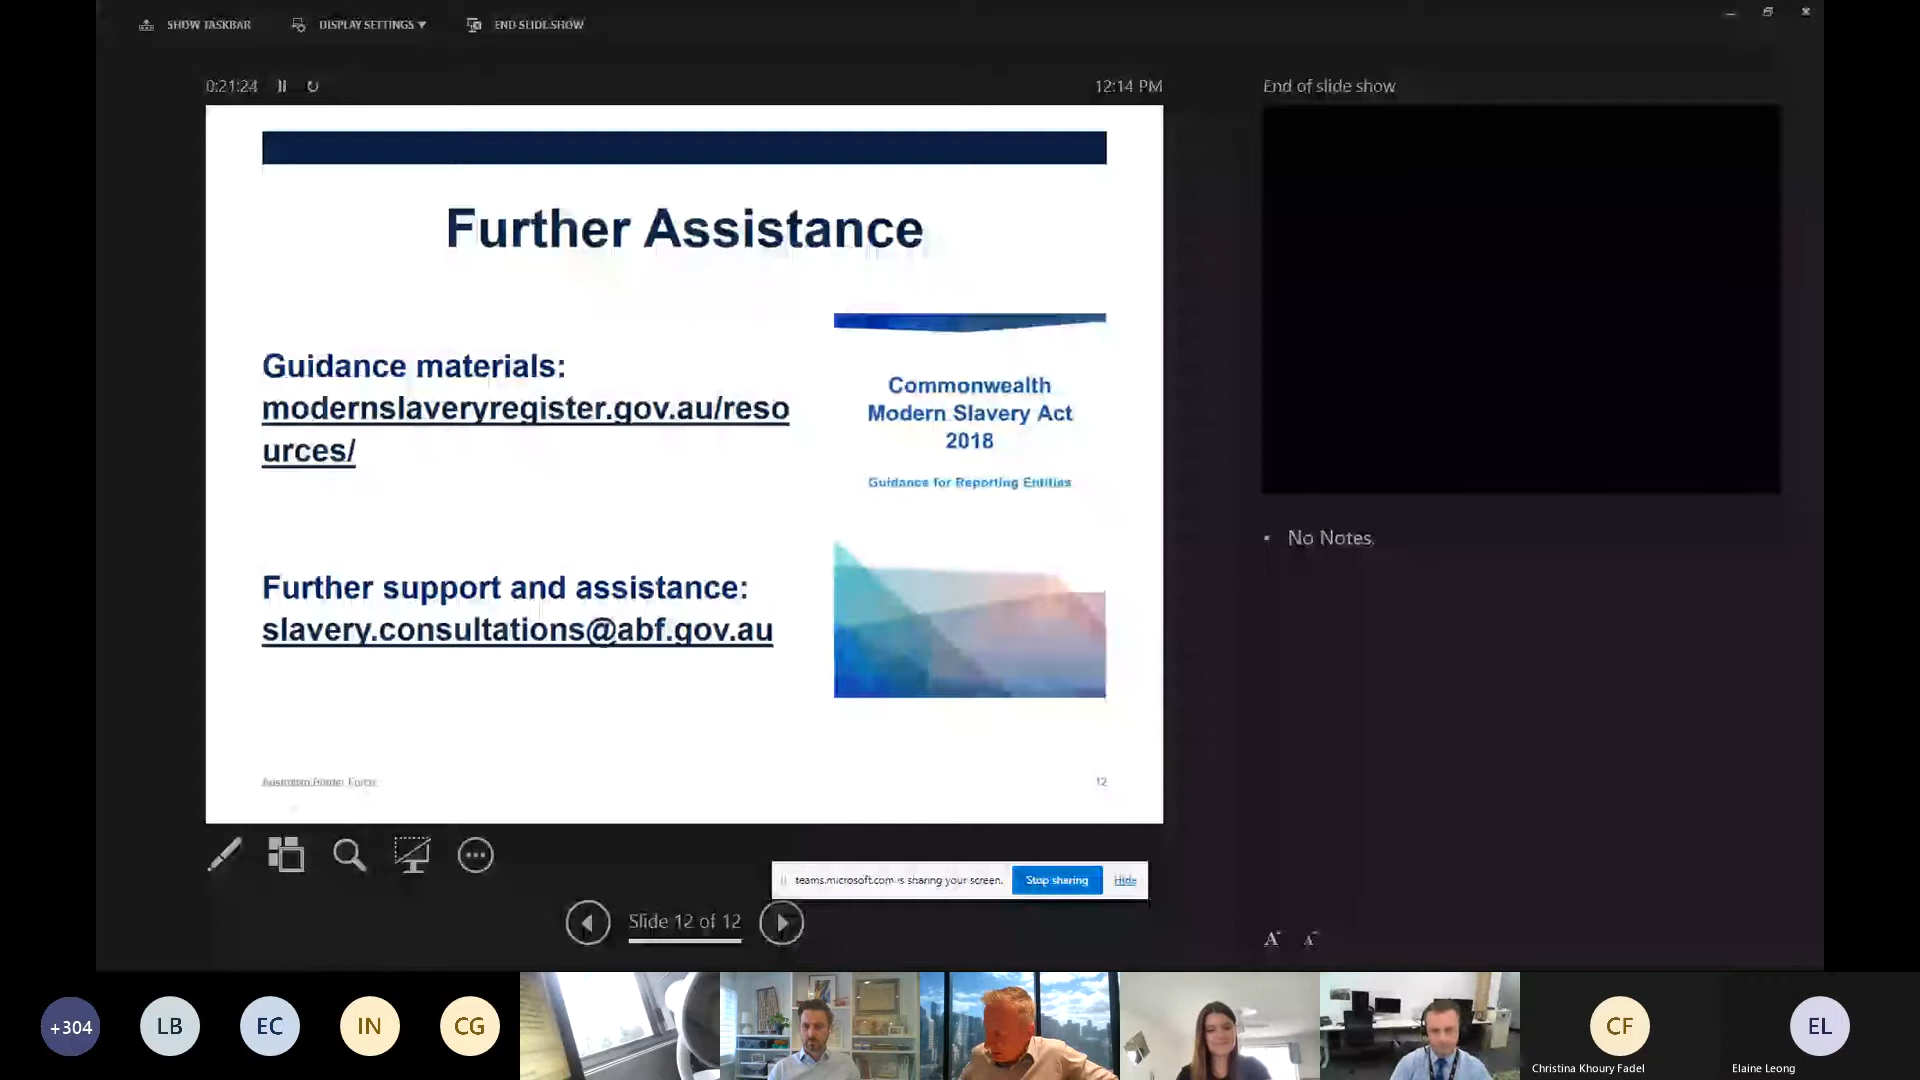 SHOW TASKBAR
DISPLAY SETTINGS ▼
END SLIDE SHOW
0:21:24
12:14 PM
End of slide show
Further Assistance
Guidance materials:
modernslaveryregister.gov.au/reso
urces/
Commonwealth
Modern Slavery Act
2018
Guidance for Reporting Entities
Further support and assistance:
slavery.consultations@abf.gov.au
Australian Border Force
12
No Notes.
teams.microsoft.com is sharing your screen.
Stop sharing
Hide
Slide 12 of 12
A
A
+304
LB
EC
IN
CG
CF
Christina Khoury Fadel
EL
Elaine Leong